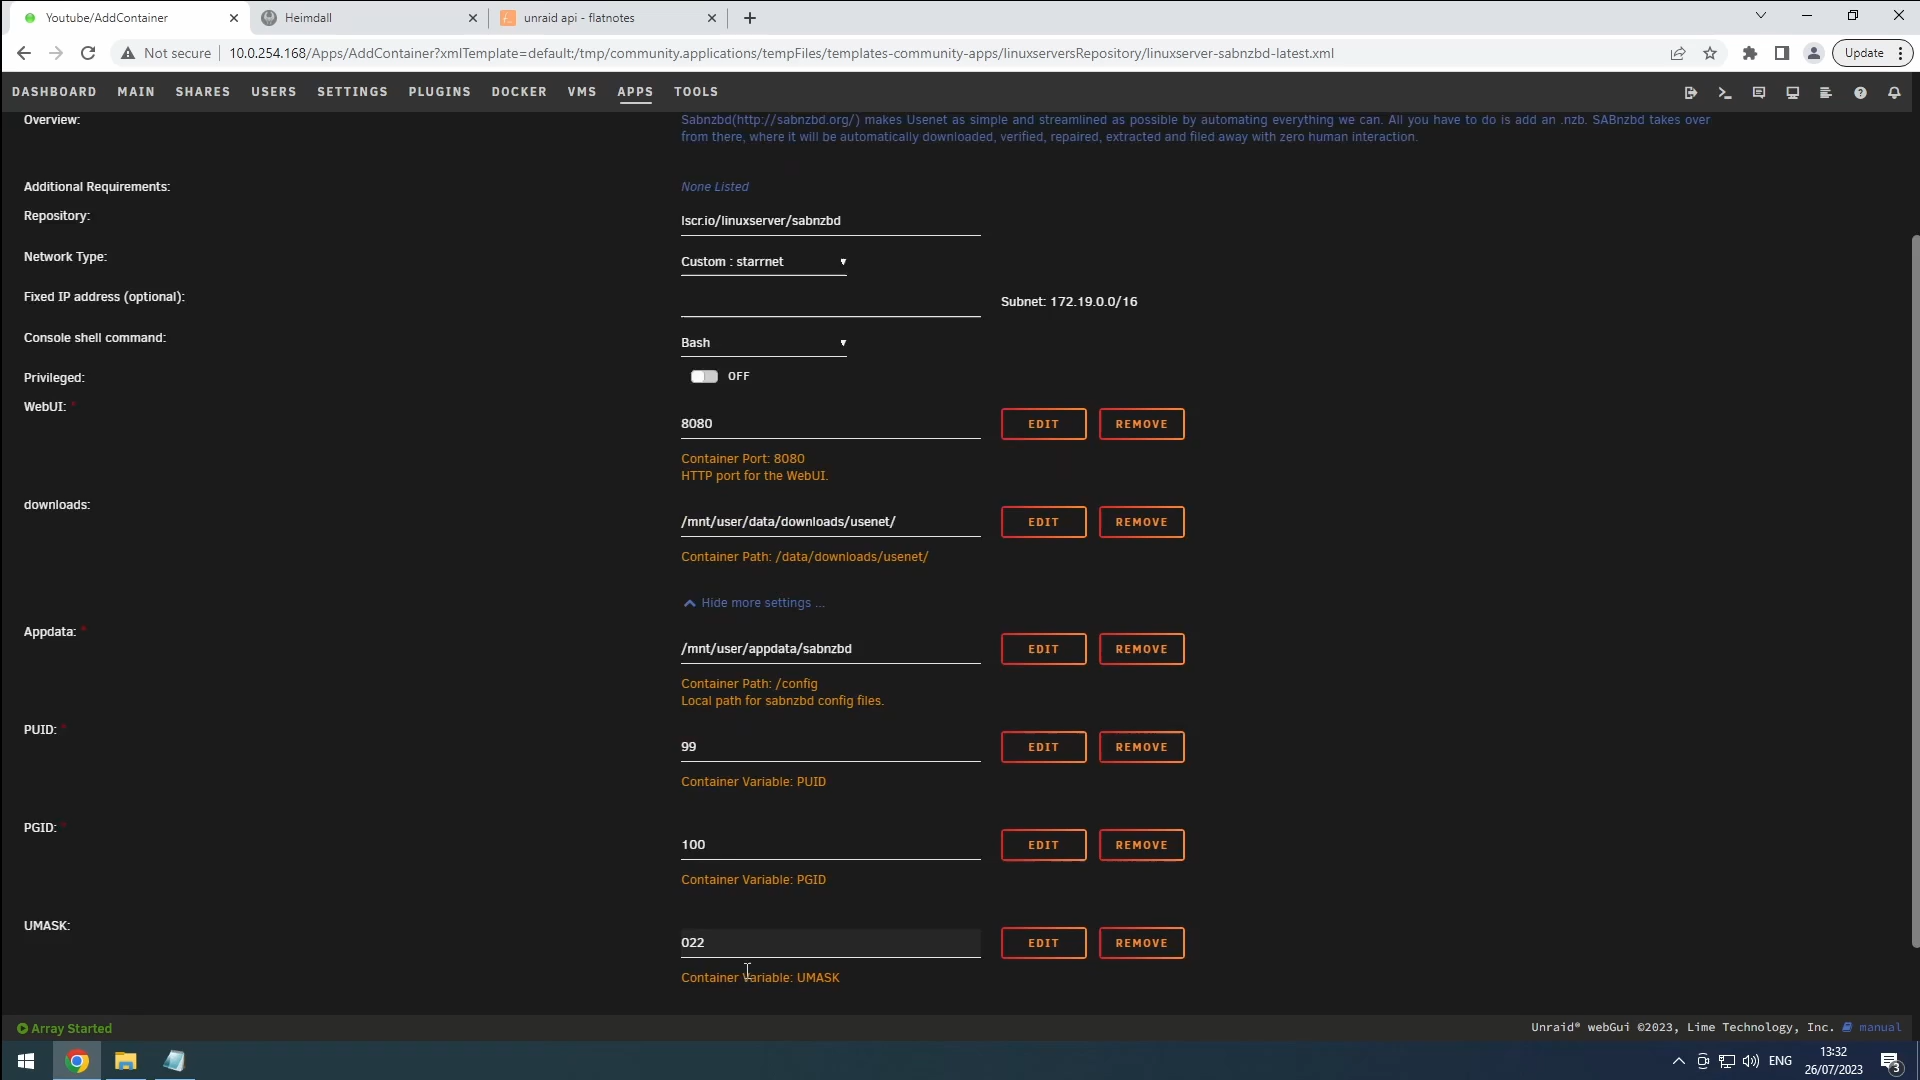 Youtube/AddContainer
Heimdall
unraid api - flatnotes
Not secure
10.0.254.168/Apps/AddContainer?xmlTemplate=default:/tmp/community.applications/tempFiles/templates-community-apps/linuxserversRepository/linuxserver-sabnzbd-latest.xml
Update
DASHBOARD MAIN SHARES USERS SETTINGS PLUGINS DOCKER VMS APPS TOOLS
Overview:
Sabnzbd(http://sabnzbd.org/) makes Usenet as simple and streamlined as possible by automating everything we can. All you have to do is add an .nzb. SABnzbd takes over
from there, where it will be automatically downloaded, verified, repaired, extracted and filed away with zero human interaction.
Additional Requirements:
None Listed
Repository:
lscr.io/linuxserver/sabnzbd
Network Type:
Custom : starrnet
Fixed IP address (optional):
Subnet: 172.19.0.0/16
Console shell command:
Bash
Privileged:
OFF
WebUI: *
8080
EDIT
REMOVE
Container Port: 8080
HTTP port for the WebUI.
downloads:
/mnt/user/data/downloads/usenet/
EDIT
REMOVE
Container Path: /data/downloads/usenet/
Hide more settings ...
Appdata: *
/mnt/user/appdata/sabnzbd
EDIT
REMOVE
Container Path: /config
Local path for sabnzbd config files.
PUID: *
99
EDIT
REMOVE
Container Variable: PUID
PGID: *
100
EDIT
REMOVE
Container Variable: PGID
UMASK:
022
EDIT
REMOVE
Container Variable: UMASK
Array Started
Unraid® webGui ©2023, Lime Technology, Inc. manual
ENG
13:32
26/07/2023
3